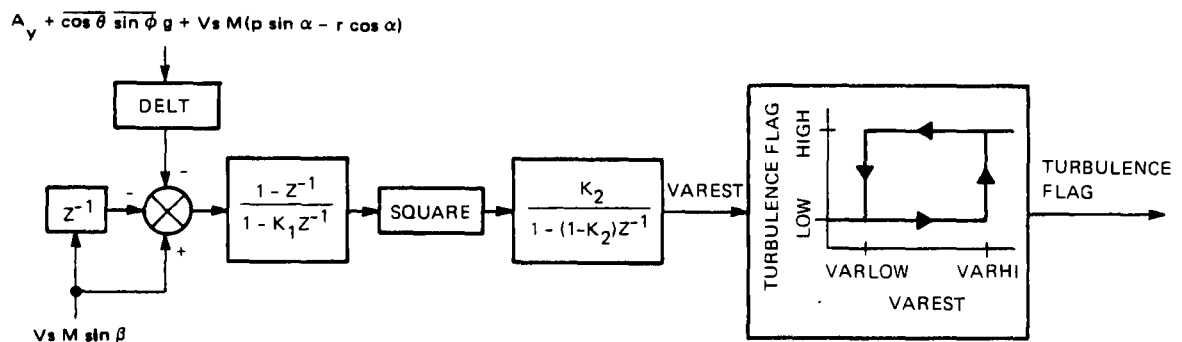 A_y + cos θ sin φ g + Vs M(p sin α − r cos α)
DELT
-
-
+
Z⁻¹
1 − Z⁻¹
1 − K₁Z⁻¹
SQUARE
K₂
1 − (1−K₂)Z⁻¹
VAREST
TURBULENCE FLAG
HIGH
LOW
VARLOW
VARHI
VAREST
TURBULENCE
FLAG
Vs M sin β